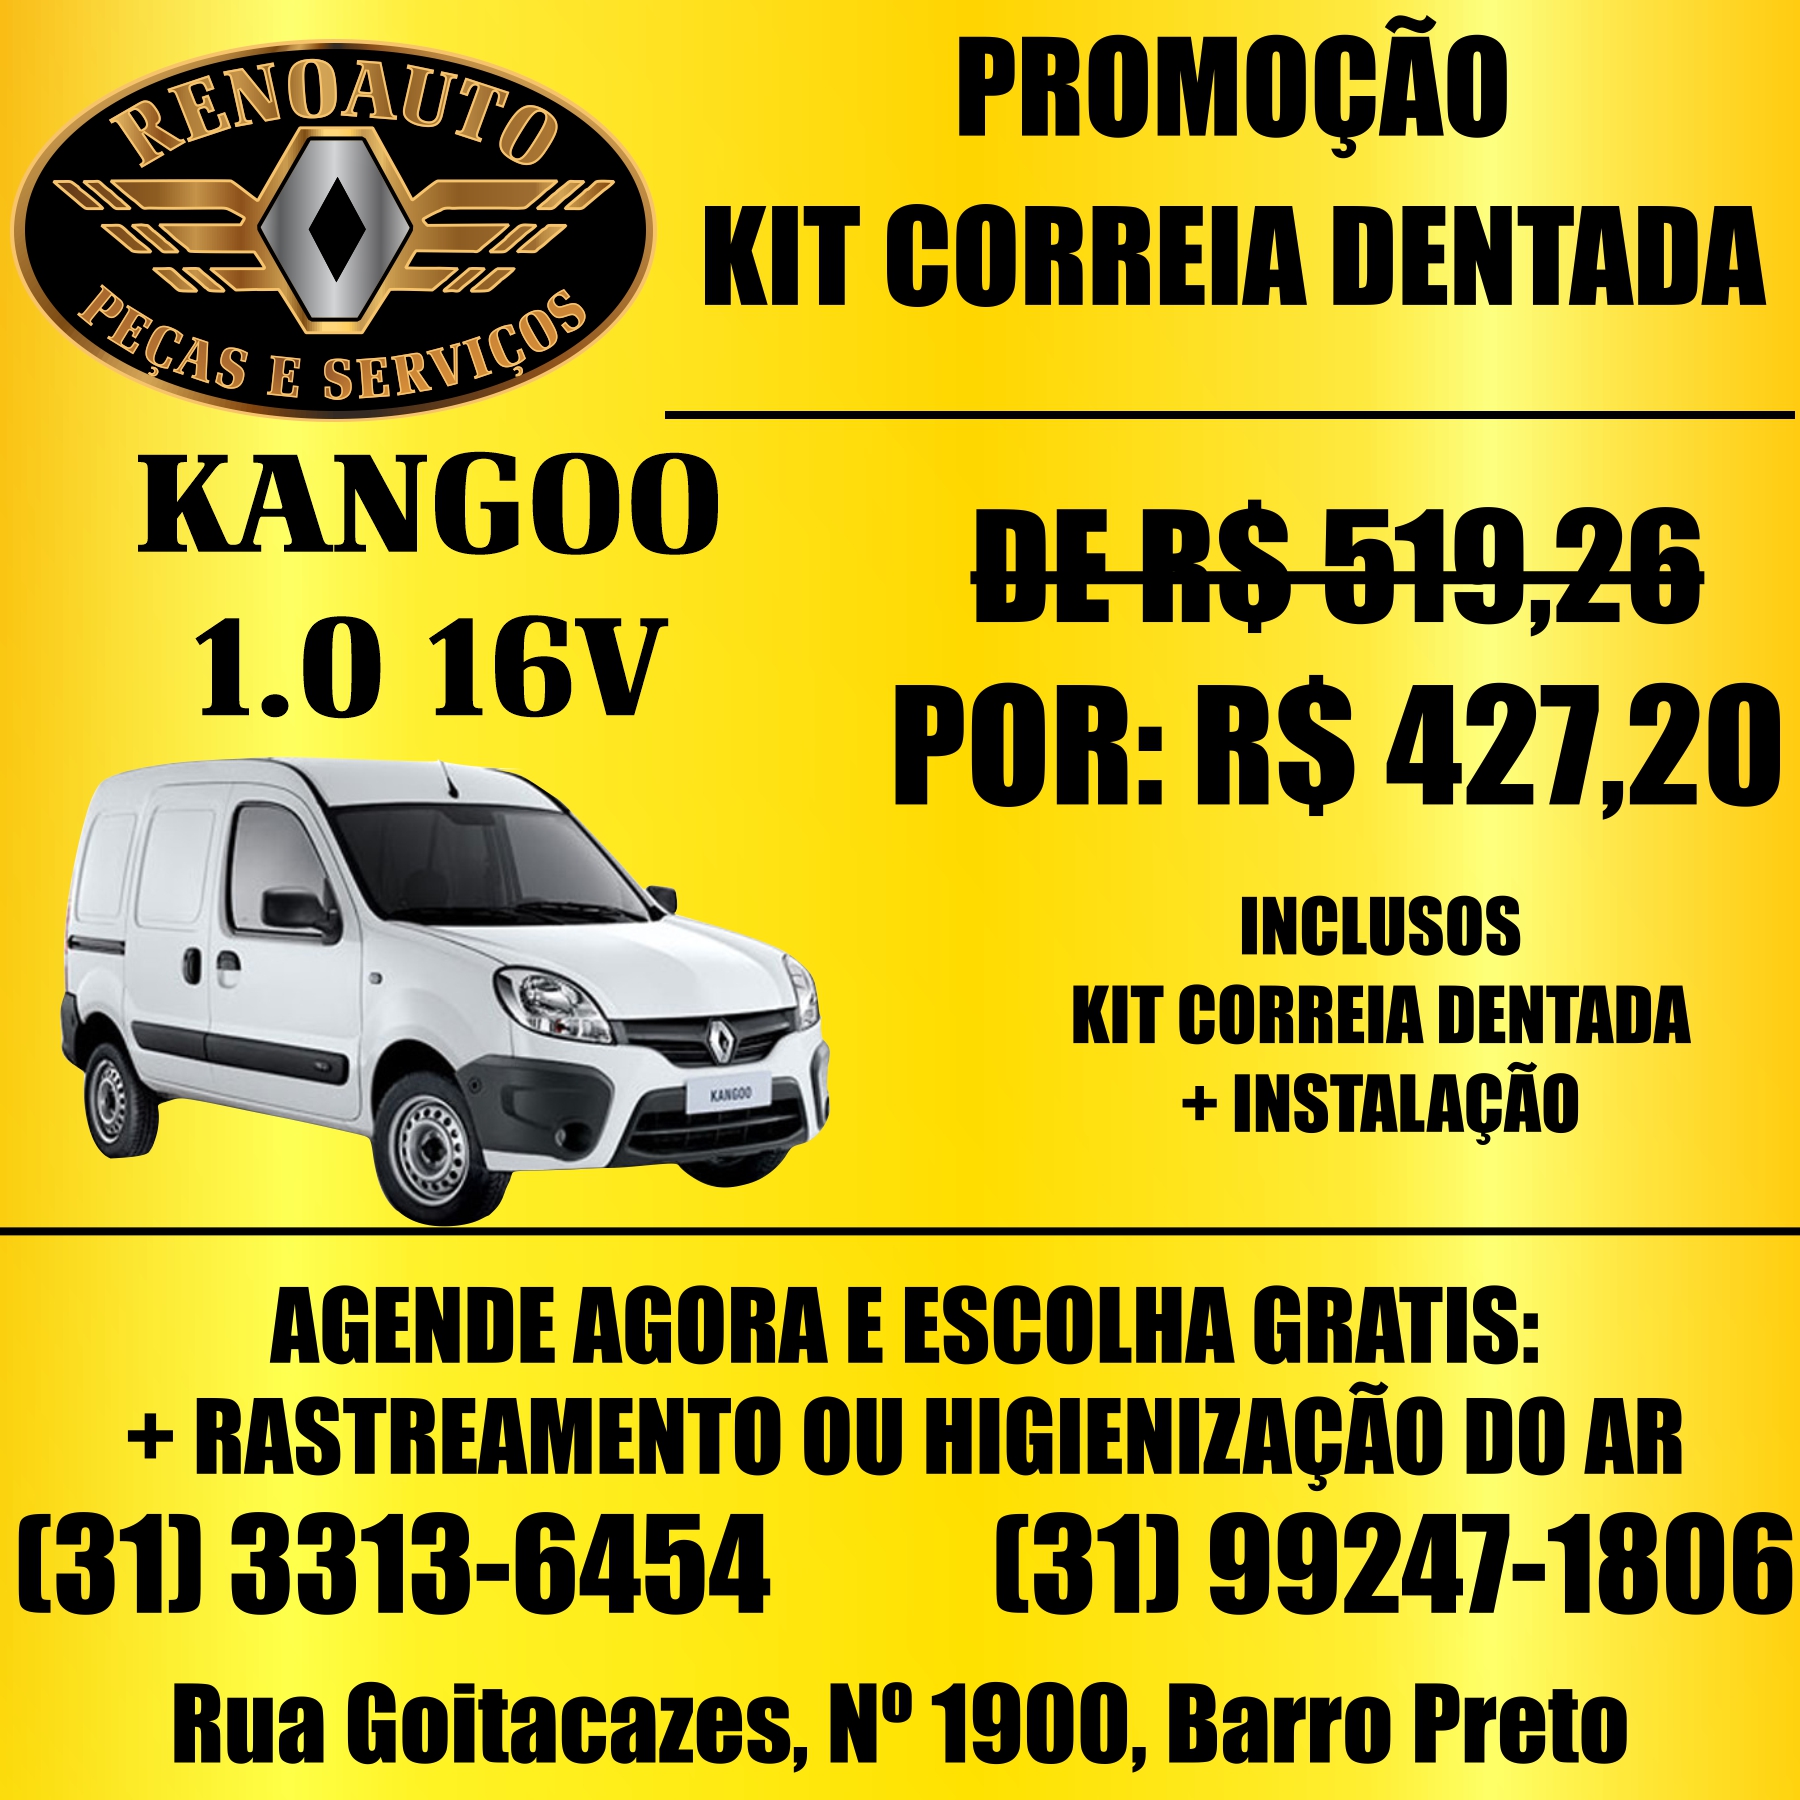 RENOAUTO
PEÇAS E SERVIÇOS
PROMOÇÃO
KIT CORREIA DENTADA
KANGOO
1.0 16V
DE R$ 519,26
POR: R$ 427,20
INCLUSOS
KIT CORREIA DENTADA
+ INSTALAÇÃO
KANGOO
AGENDE AGORA E ESCOLHA GRATIS:
+ RASTREAMENTO OU HIGIENIZAÇÃO DO AR
(31) 3313-6454 (31) 99247-1806
Rua Goitacazes, Nº 1900, Barro Preto